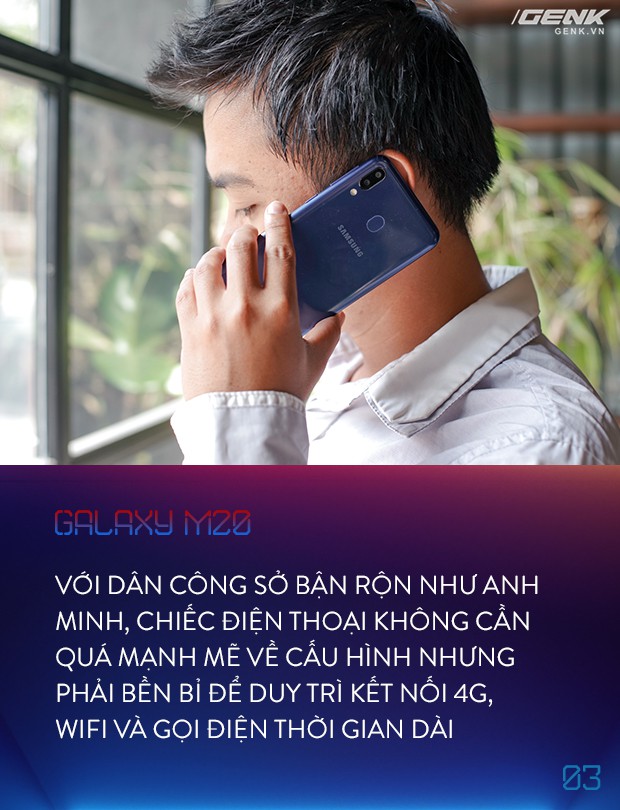 GENK
GENK.VN
SAMSUNG
GALAXY M20
VỚI DÂN CÔNG SỞ BẬN RỘN NHƯ ANH
MINH, CHIẾC ĐIỆN THOẠI KHÔNG CẦN
QUÁ MẠNH MẼ VỀ CẤU HÌNH NHƯNG
PHẢI BỀN BỈ ĐỂ DUY TRÌ KẾT NỐI 4G,
WIFI VÀ GỌI ĐIỆN THỜI GIAN DÀI
03